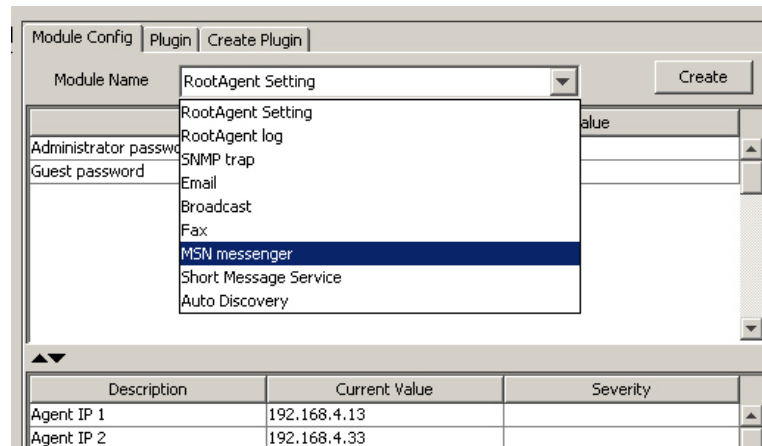 Module Config Plugin Create Plugin
Module Name RootAgent Setting Create
RootAgent Setting
RootAgent log
SNMP trap
Email
Broadcast
Fax
MSN messenger
Short Message Service
Auto Discovery
Administrator
Guest password
Description Current Value Severity
Agent IP 1 192.168.4.13
Agent IP 2 192.168.4.33